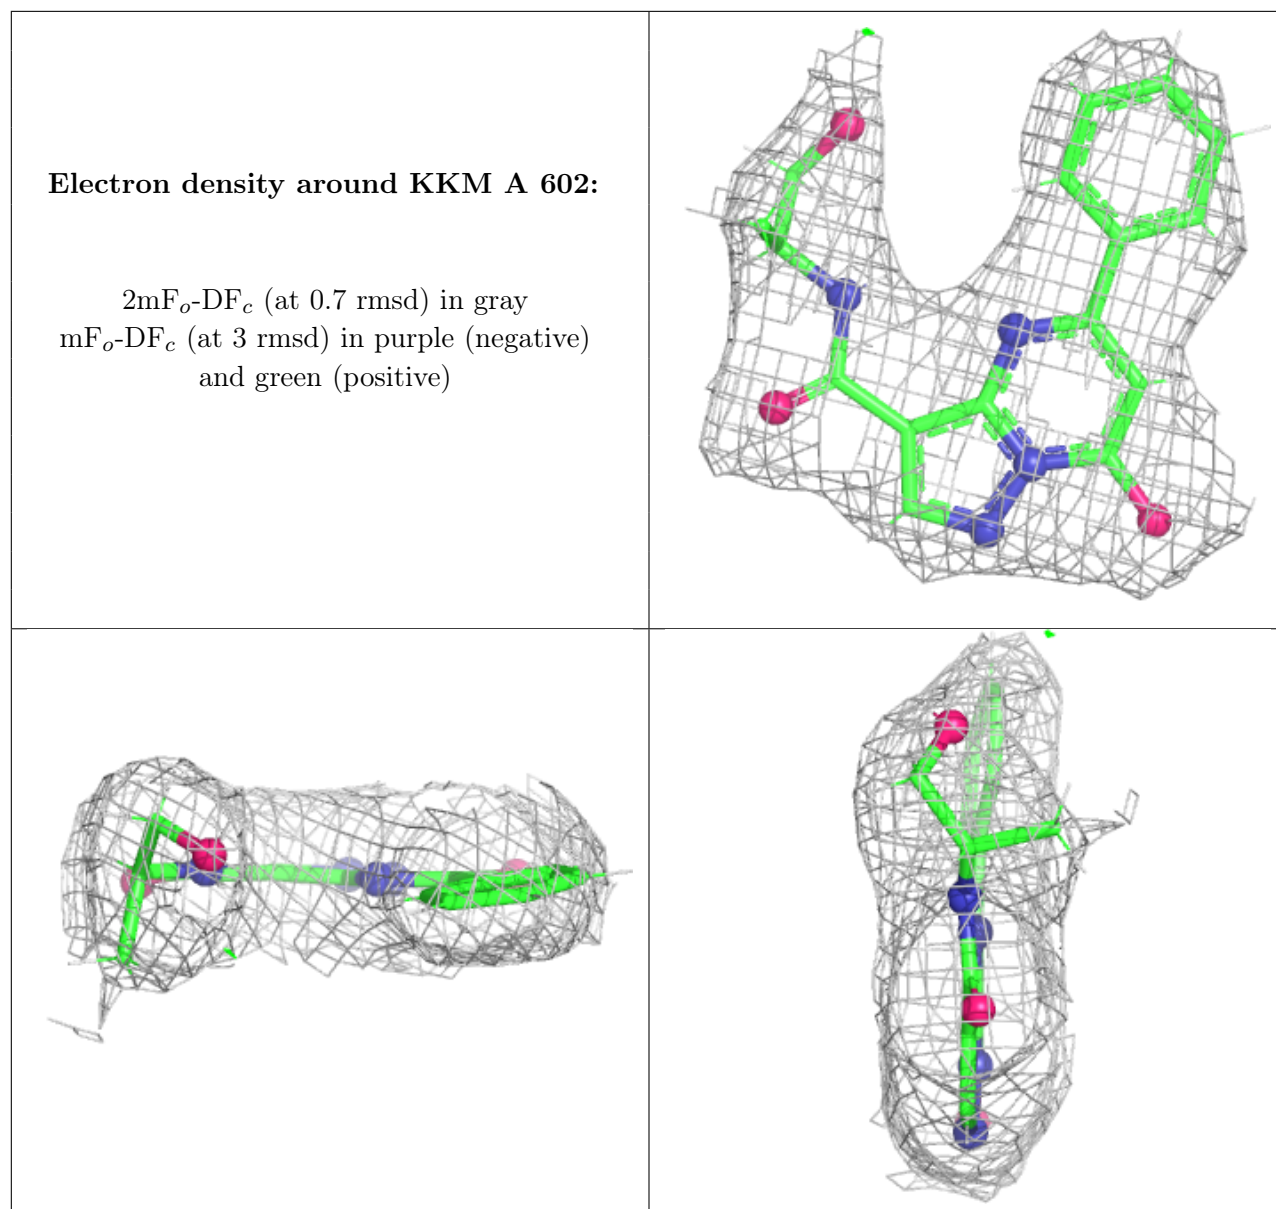 Electron density around KKM A 602:
2mFo-DFc (at 0.7 rmsd) in gray
mFo-DFc (at 3 rmsd) in purple (negative)
and green (positive)